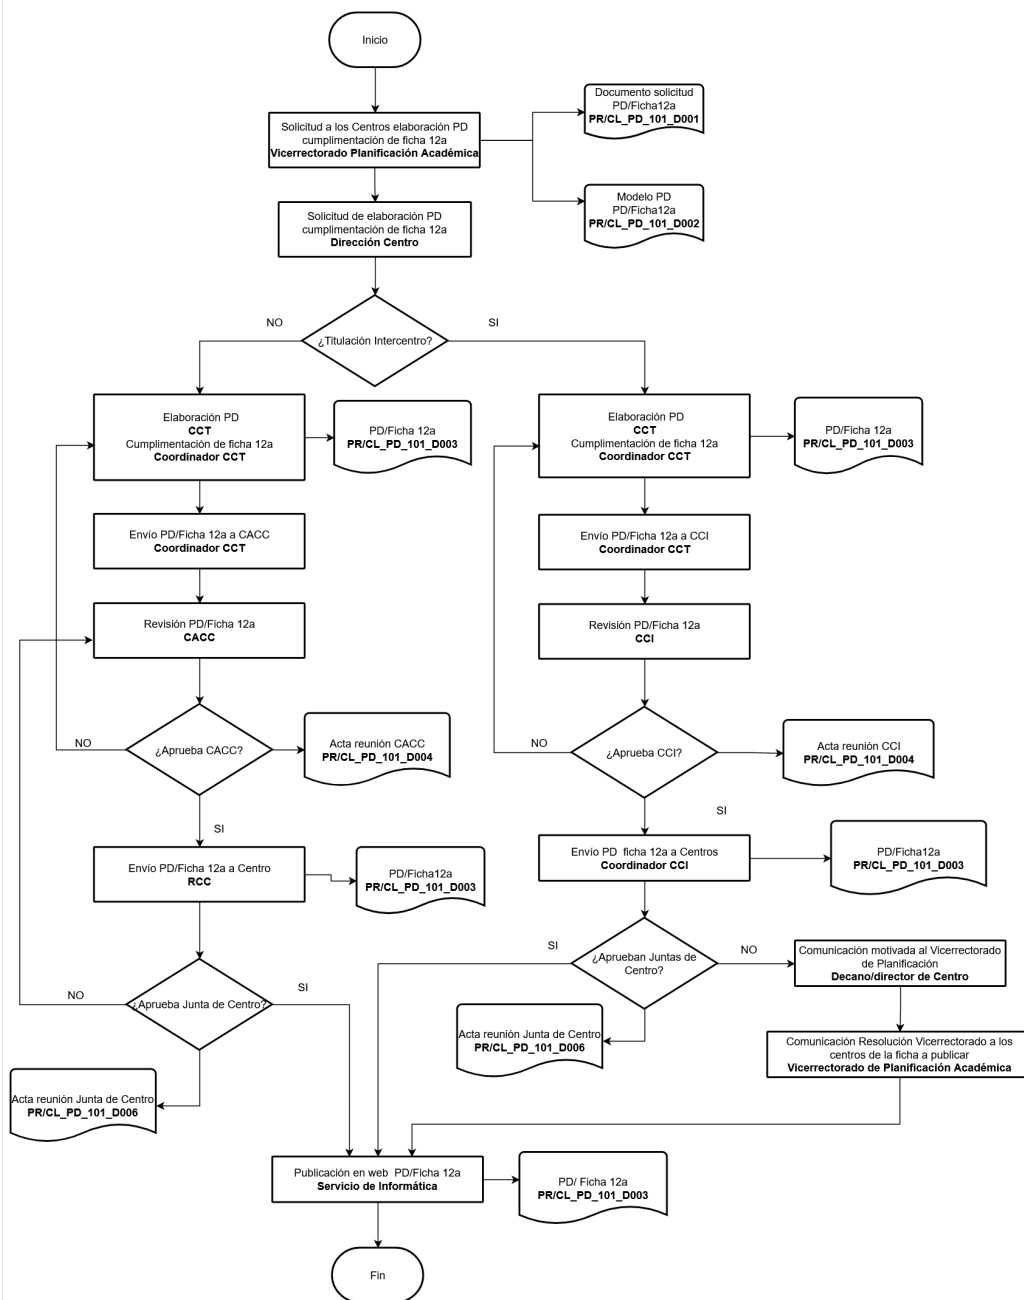 Inicio
Solicitud a los Centros elaboración PD
cumplimentación de ficha 12a
Vicerrectorado Planificación Académica
Documento solicitud
PD/Ficha12a
PR/CL_PD_101_D001
Modelo PD
PD/Ficha12a
PR/CL_PD_101_D002
Solicitud de elaboración PD
cumplimentación de ficha 12a
Dirección Centro
¿Titulación Intercentro?
NO
SI
Elaboración PD
CCT
Cumplimentación de ficha 12a
Coordinador CCT
PD/Ficha 12a
PR/CL_PD_101_D003
Envío PD/Ficha 12a a CACC
Coordinador CCT
Revisión PD/Ficha 12a
CACC
¿Aprueba CACC?
NO
SI
Acta reunión CACC
PR/CL_PD_101_D004
Envío PD/Ficha 12a a Centro
RCC
PD/Ficha12a
PR/CL_PD_101_D003
¿Aprueba Junta de Centro?
NO
SI
Acta reunión Junta de Centro
PR/CL_PD_101_D006
Elaboración PD
CCT
Cumplimentación de ficha 12a
Coordinador CCT
PD/Ficha 12a
PR/CL_PD_101_D003
Envío PD/Ficha 12a a CCI
Coordinador CCT
Revisión PD/Ficha 12a
CCI
¿Aprueba CCI?
NO
SI
Acta reunión CCI
PR/CL_PD_101_D004
Envío PD ficha 12a a Centros
Coordinador CCI
PD/Ficha12a
PR/CL_PD_101_D003
¿Aprueban Juntas de
Centro?
SI
NO
Acta reunión Junta de Centro
PR/CL_PD_101_D006
Comunicación motivada al Vicerrectorado
de Planificación
Decano/director de Centro
Comunicación Resolución Vicerrectorado a los
centros de la ficha a publicar
Vicerrectorado de Planificación Académica
Publicación en web PD/Ficha 12a
Servicio de Informática
PD/ Ficha 12a
PR/CL_PD_101_D003
Fin